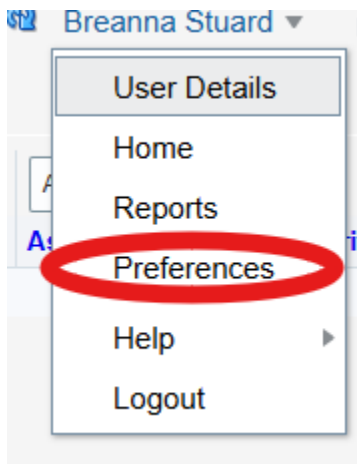 Breanna Stuard
User Details
Home
Reports
Preferences
Help
Logout